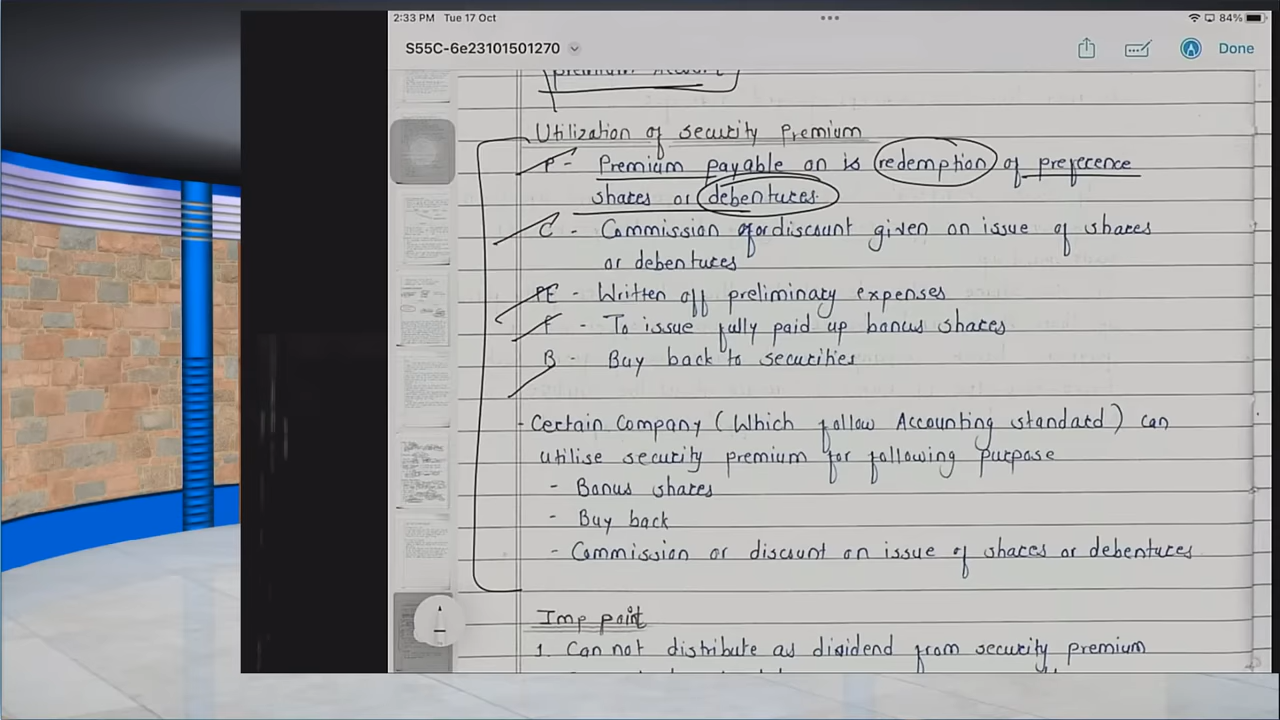 2:33 PM Tue 17 Oct
84%
S55C-6e23101501270
Done
premium Account
Utilization of security Premium
P - Premium payable on is redemption of preference
shares or debentures.
C - Commission of or discount given on issue of shares
or debentures
PE - Written off preliminary expenses
F - To issue fully paid up bonus shares
B - Buy back to securities
- Certain Company (Which follow Accounting standard) can
utilise security premium for following purpose
- Bonus shares
- Buy back
- Commission or discount on issue of shares or debentures
Imp point
1. Can not distribute as dividend from security premium